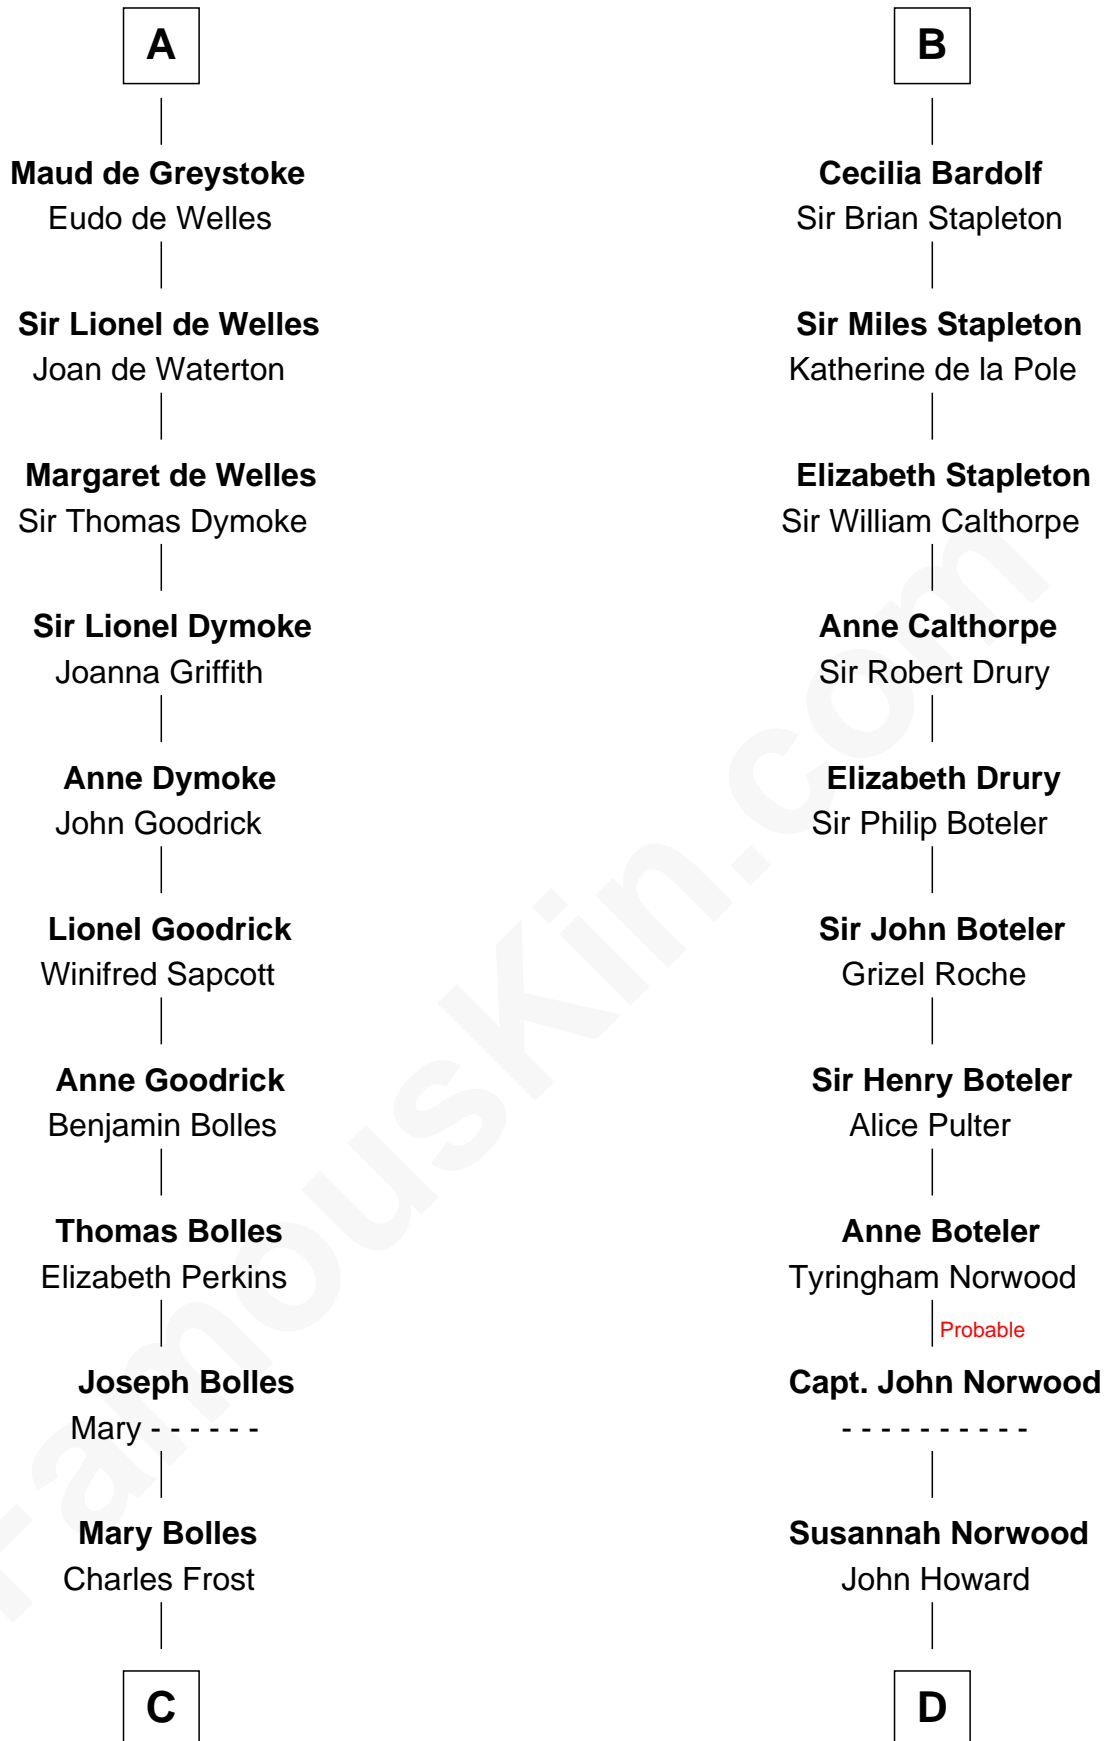 A
Maud de Greystoke
Eudo de Welles
Sir Lionel de Welles
Joan de Waterton
Margaret de Welles
Sir Thomas Dymoke
Sir Lionel Dymoke
Joanna Griffith
Anne Dymoke
John Goodrick
Lionel Goodrick
Winifred Sapcott
Anne Goodrick
Benjamin Bolles
Thomas Bolles
Elizabeth Perkins
Joseph Bolles
Mary - - - - - -
Mary Bolles
Charles Frost
C
B
Cecilia Bardolf
Sir Brian Stapleton
Sir Miles Stapleton
Katherine de la Pole
Elizabeth Stapleton
Sir William Calthorpe
Anne Calthorpe
Sir Robert Drury
Elizabeth Drury
Sir Philip Boteler
Sir John Boteler
Grizel Roche
Sir Henry Boteler
Alice Pulter
Anne Boteler
Tyringham Norwood
Probable
Capt. John Norwood
- - - - - - - - - -
Susannah Norwood
John Howard
D
FamousKin.com